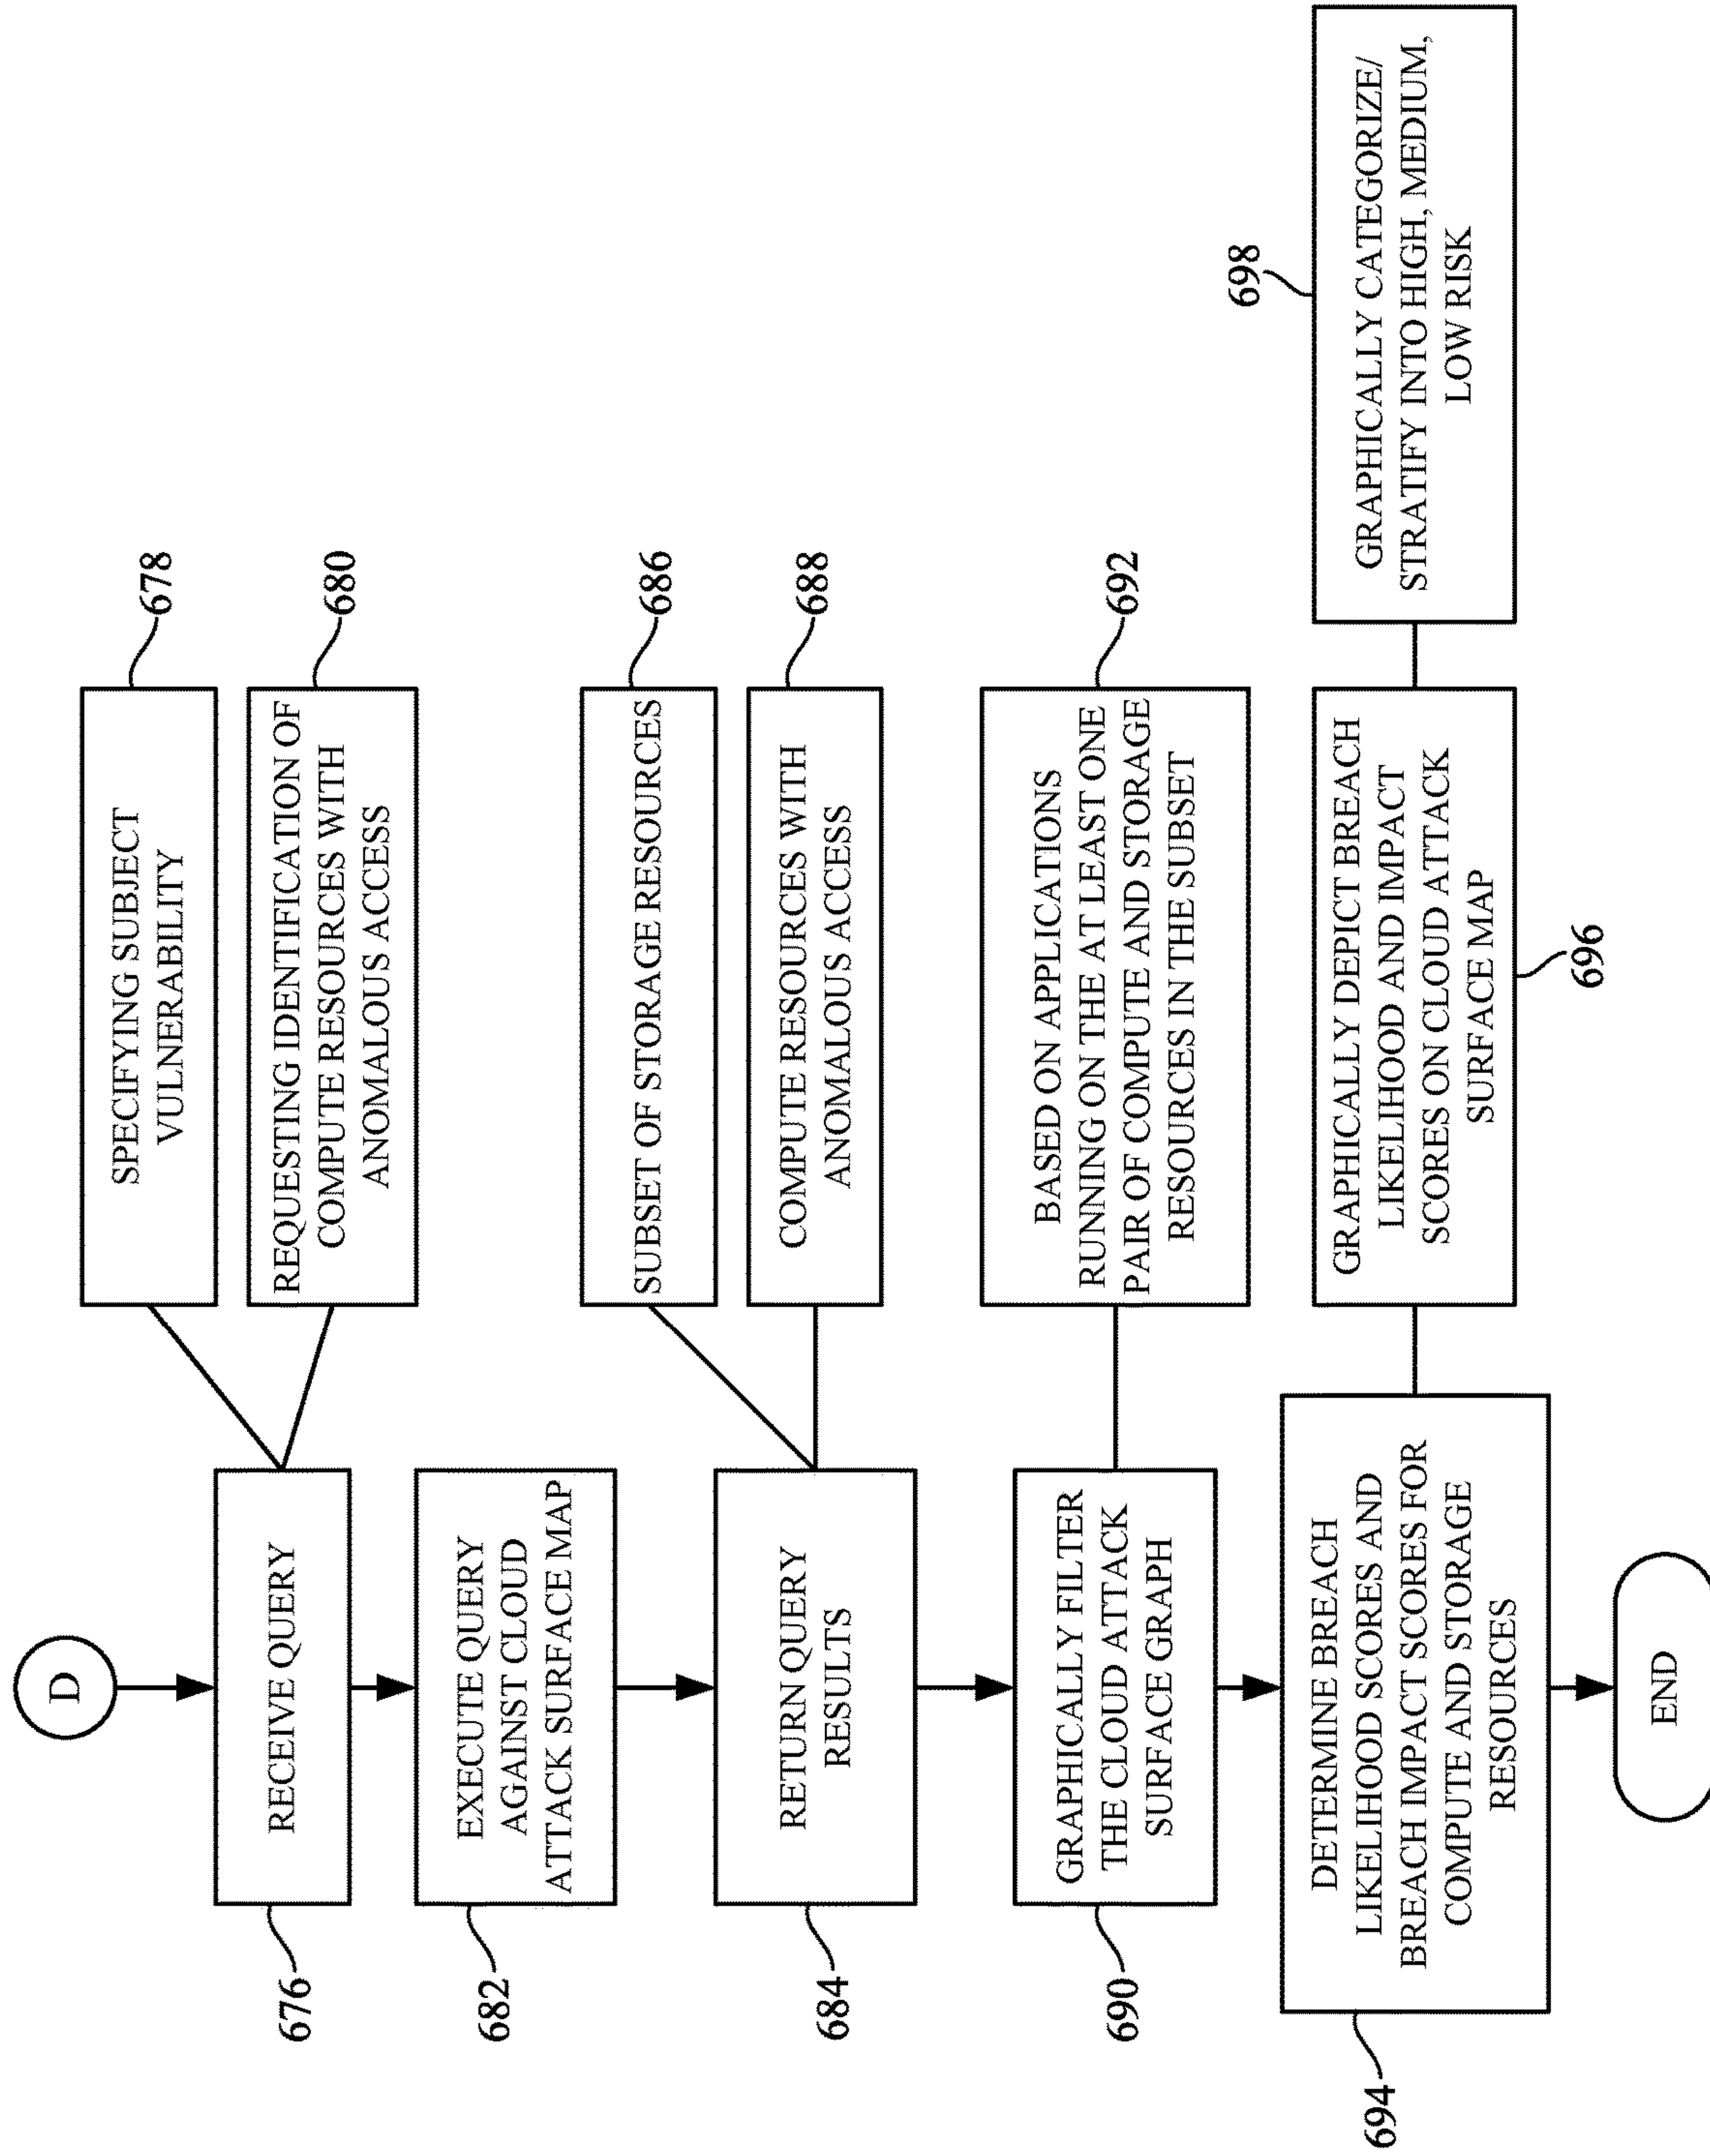 D
RECEIVE QUERY
676
SPECIFYING SUBJECT
VULNERABILITY
678
REQUESTING IDENTIFICATION OF
COMPUTE RESOURCES WITH
ANOMALOUS ACCESS
680
EXECUTE QUERY
AGAINST CLOUD
ATTACK SURFACE MAP
682
RETURN QUERY
RESULTS
684
SUBSET OF STORAGE RESOURCES
686
COMPUTE RESOURCES WITH
ANOMALOUS ACCESS
688
GRAPHICALLY FILTER
THE CLOUD ATTACK
SURFACE GRAPH
690
BASED ON APPLICATIONS
RUNNING ON THE AT LEAST ONE
PAIR OF COMPUTE AND STORAGE
RESOURCES IN THE SUBSET
692
DETERMINE BREACH
LIKELIHOOD SCORES AND
BREACH IMPACT SCORES FOR
COMPUTE AND STORAGE
RESOURCES
694
GRAPHICALLY DEPICT BREACH
LIKELIHOOD AND IMPACT
SCORES ON CLOUD ATTACK
SURFACE MAP
696
GRAPHICALLY CATEGORIZE/
STRATIFY INTO HIGH, MEDIUM,
LOW RISK
698
END